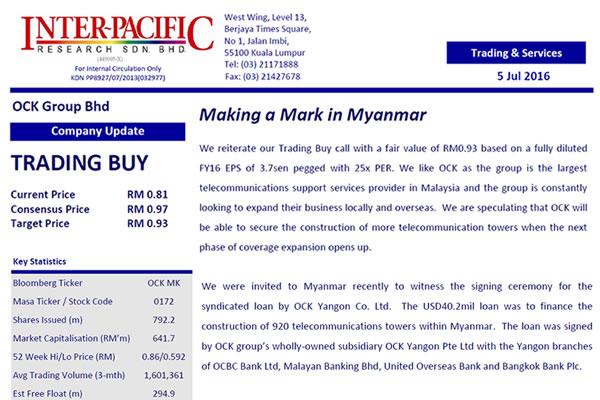 INTER-PACIFIC
RESEARCH SDN. BHD.
(449005-X)
For Internal Circulation Only
KDN PP8927/07/2013(032977)
West Wing, Level 13,
Berjaya Times Square,
No 1, Jalan Imbi,
55100 Kuala Lumpur
Tel: (03) 21171888
Fax: (03) 21427678
Trading & Services
5 Jul 2016
OCK Group Bhd
Company Update
TRADING BUY
Current Price RM 0.81
Consensus Price RM 0.97
Target Price RM 0.93
Key Statistics
Bloomberg Ticker OCK MK
Masa Ticker / Stock Code 0172
Shares Issued (m) 792.2
Market Capitalisation (RM'm) 641.7
52 Week Hi/Lo Price (RM) 0.86/0.592
Avg Trading Volume (3-mth) 1,601,361
Est Free Float (m) 294.9
Making a Mark in Myanmar
We reiterate our Trading Buy call with a fair value of RM0.93 based on a fully diluted
FY16 EPS of 3.7sen pegged with 25x PER. We like OCK as the group is the largest
telecommunications support services provider in Malaysia and the group is constantly
looking to expand their business locally and overseas. We are speculating that OCK will
be able to secure the construction of more telecommunication towers when the next
phase of coverage expansion opens up.
We were invited to Myanmar recently to witness the signing ceremony for the
syndicated loan by OCK Yangon Co. Ltd. The USD40.2mil loan was to finance the
construction of 920 telecommunications towers within Myanmar. The loan was signed
by OCK group's wholly-owned subsidiary OCK Yangon Pte Ltd with the Yangon branches
of OCBC Bank Ltd, Malayan Banking Bhd, United Overseas Bank and Bangkok Bank Plc.